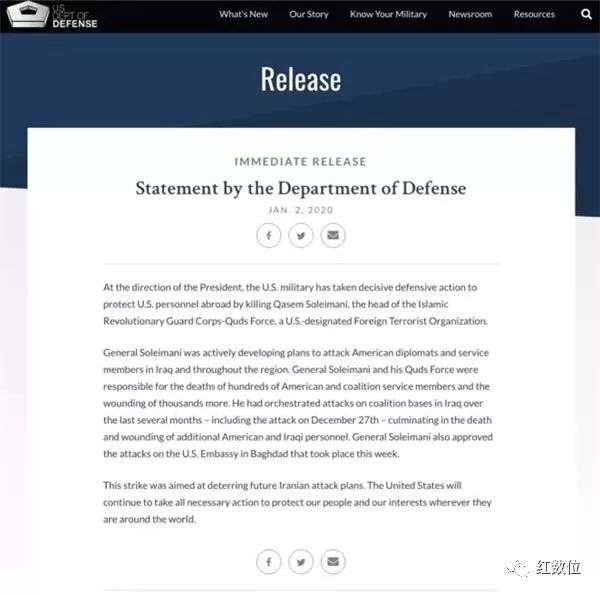 US
DEPT OF
DEFENSE
What's New
Our Story
Know Your Military
Newsroom
Resources
Release
IMMEDIATE RELEASE
Statement by the Department of Defense
JAN. 2, 2020
At the direction of the President, the U.S. military has taken decisive defensive action to
protect U.S. personnel abroad by killing Qasem Soleimani, the head of the Islamic
Revolutionary Guard Corps-Quds Force, a U.S.-designated Foreign Terrorist Organization.
General Soleimani was actively developing plans to attack American diplomats and service
members in Iraq and throughout the region. General Soleimani and his Quds Force were
responsible for the deaths of hundreds of American and coalition service members and the
wounding of thousands more. He had orchestrated attacks on coalition bases in Iraq over
the last several months – including the attack on December 27th – culminating in the death
and wounding of additional American and Iraqi personnel. General Soleimani also approved
the attacks on the U.S. Embassy in Baghdad that took place this week.
This strike was aimed at deterring future Iranian attack plans. The United States will
continue to take all necessary action to protect our people and our interests wherever they
are around the world.
红数位